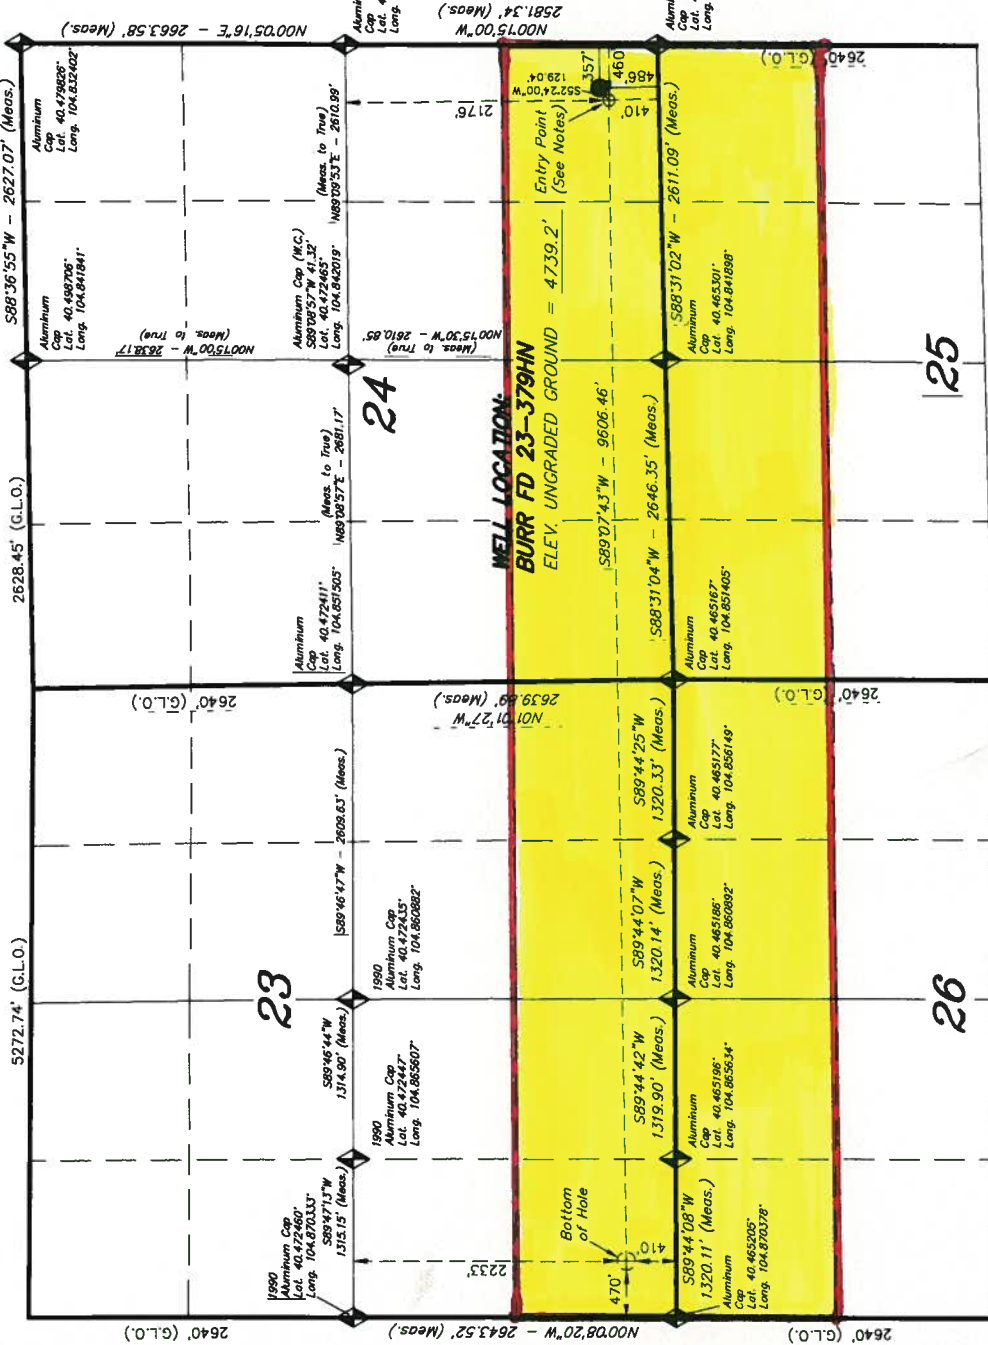 N00°05'16"E - 2663.58' (Meas.)
Alumin
Cap
Lat. 4
Long.
N00°15'00"W
2581.34' (Meas.)
Alumi
Cap
Lat.
Long.
S88°36'55"W - 2627.07' (Meas.)
Aluminum
Cap
Lat. 40.479826°
Long. 104.832402°
2176'
357'
460'
486'
S52°24'00"W
129.04'
410'
2640' (G.L.O.)
Entry Point
(See Notes)
(Meas. to True)
N89°09'53"E - 2610.99'
S88°31'02"W - 2611.09' (Meas.)
Aluminum
Cap
Lat. 40.498706°
Long. 104.841841°
N00°15'00"W - 2638.17'
(Meas. to True)
Aluminum Cap (W.C.)
S89°08'57"W 41.32'
Lat. 40.472465°
Long. 104.842019°
N00°15'30"W - 2610.85'
(Meas. to True)
Aluminum
Cap
Lat. 40.465301°
Long. 104.841898°
24
25
WELL LOCATION:
BURR FD 23-379HN
ELEV. UNGRADED GROUND = 4739.2'
S89°07'43"W - 9606.46'
2628.45' (G.L.O.)
(Meas. to True)
N89°08'57"E - 2681.17'
S88°31'04"W - 2646.35' (Meas.)
Aluminum
Cap
Lat. 40.472411°
Long. 104.851505°
Aluminum
Cap
Lat. 40.465167°
Long. 104.851405°
2640' (G.L.O.)
N01°01'27"W
2639.89' (Meas.)
2640' (G.L.O.)
5272.74' (G.L.O.)
S89°46'47"W - 2609.63' (Meas.)
S89°44'25"W
1320.33' (Meas.)
Aluminum
Cap
Lat. 40.465177°
Long. 104.856149°
23
1990
Aluminum Cap
Lat. 40.472435°
Long. 104.860882°
S89°44'07"W
1320.14' (Meas.)
Aluminum
Cap
Lat. 40.465186°
Long. 104.860892°
26
S89°46'44"W
1314.90' (Meas.)
1990
Aluminum Cap
Lat. 40.472447°
Long. 104.865607°
S89°44'42"W
1319.90' (Meas.)
Aluminum
Cap
Lat. 40.465196°
Long. 104.865634°
1990
Aluminum Cap
Lat. 40.472460°
Long. 104.870333°
S89°47'13"W
1315.15' (Meas.)
Bottom
of Hole
2233'
470'
410'
S89°44'08"W
1320.11' (Meas.)
Aluminum
Cap
Lat. 40.465205°
Long. 104.870378°
2640' (G.L.O.)
N00°08'20"W - 2643.52' (Meas.)
2640' (G.L.O.)